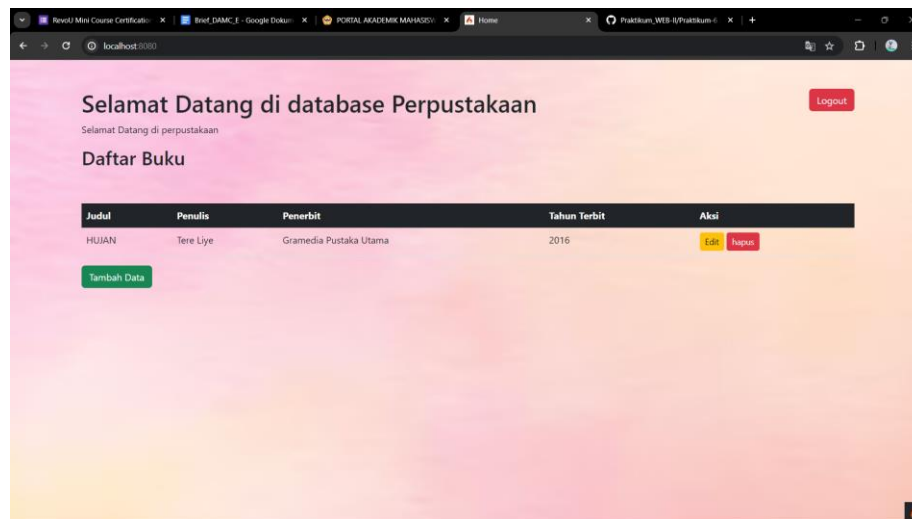 RevoU Mini Course Certification
Brief_DAMC_E - Google Dokum
PORTAL AKADEMIK MAHASISW
Home
Praktikum_WEB-II/Praktikum-6
localhost:8080
Selamat Datang di database Perpustakaan
Logout
Selamat Datang di perpustakaan
Daftar Buku
Judul Penulis Penerbit Tahun Terbit Aksi
HUJAN Tere Liye Gramedia Pustaka Utama 2016 Edit hapus
Tambah Data